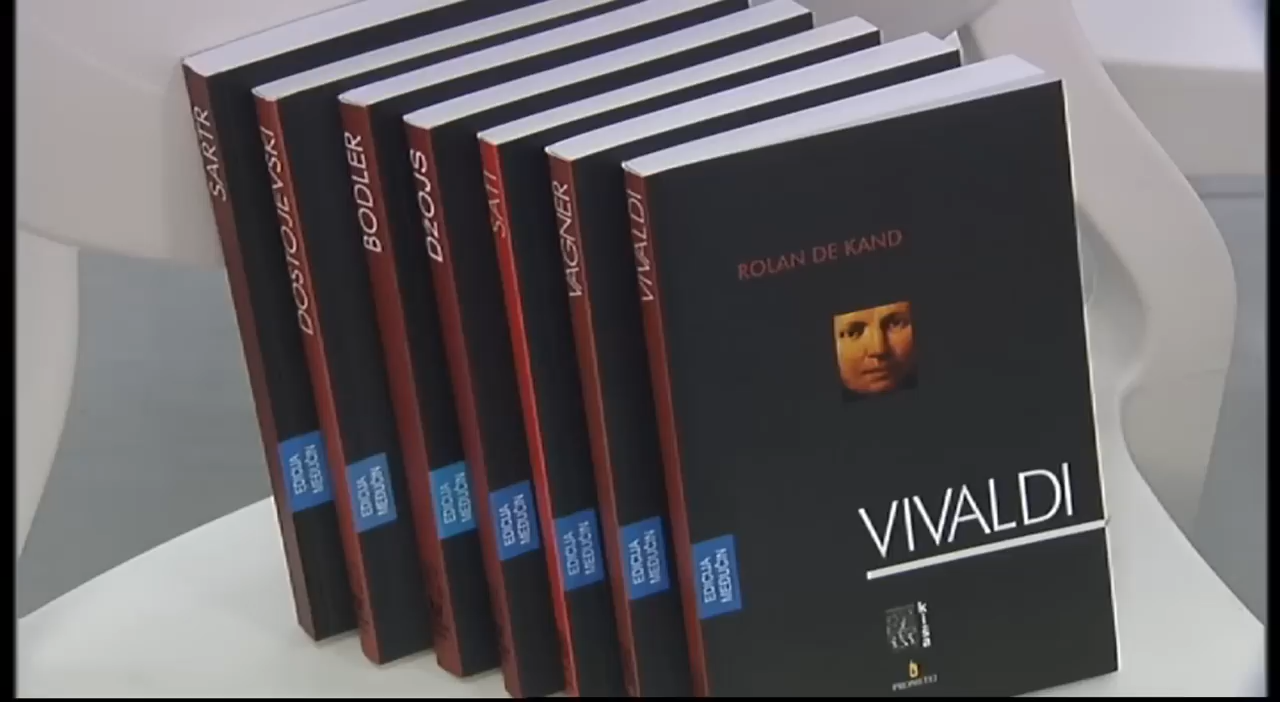 SARTR
DOSTOJEVSKI
BODLER
DŽOJS
SATI
VAGNER
VIVALDI
EDICIJA
MEĐUČIN
EDICIJA
MEĐUČIN
EDICIJA
MEĐUČIN
EDICIJA
MEĐUČIN
EDICIJA
MEĐUČIN
EDICIJA
MEĐUČIN
EDICIJA
MEĐUČIN
ROLAN DE KAND
VIVALDI
PROMETEJ